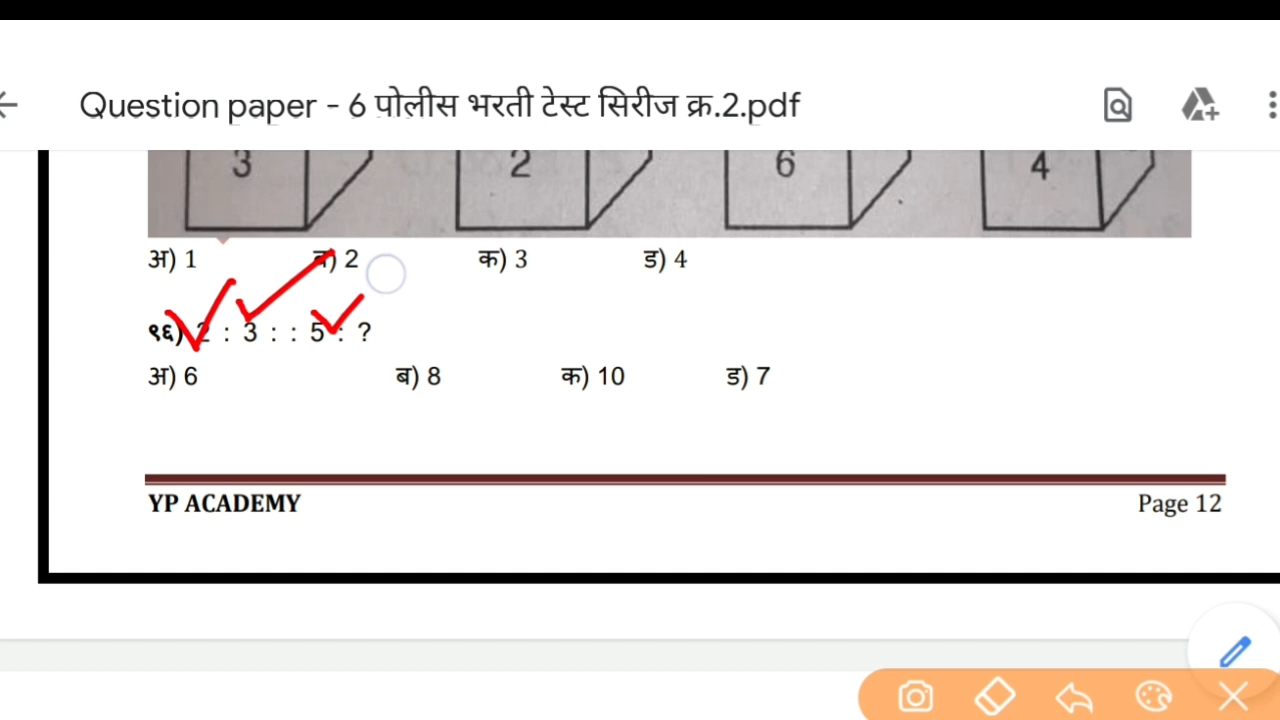 Question paper - 6 पोलीस भरती टेस्ट सिरीज क्र.2.pdf
3 2 6 4
अ) 1 ब) 2 क) 3 ड) 4
९६) 2 : 3 : : 5 : ?
अ) 6 ब) 8 क) 10 ड) 7
YP ACADEMY Page 12